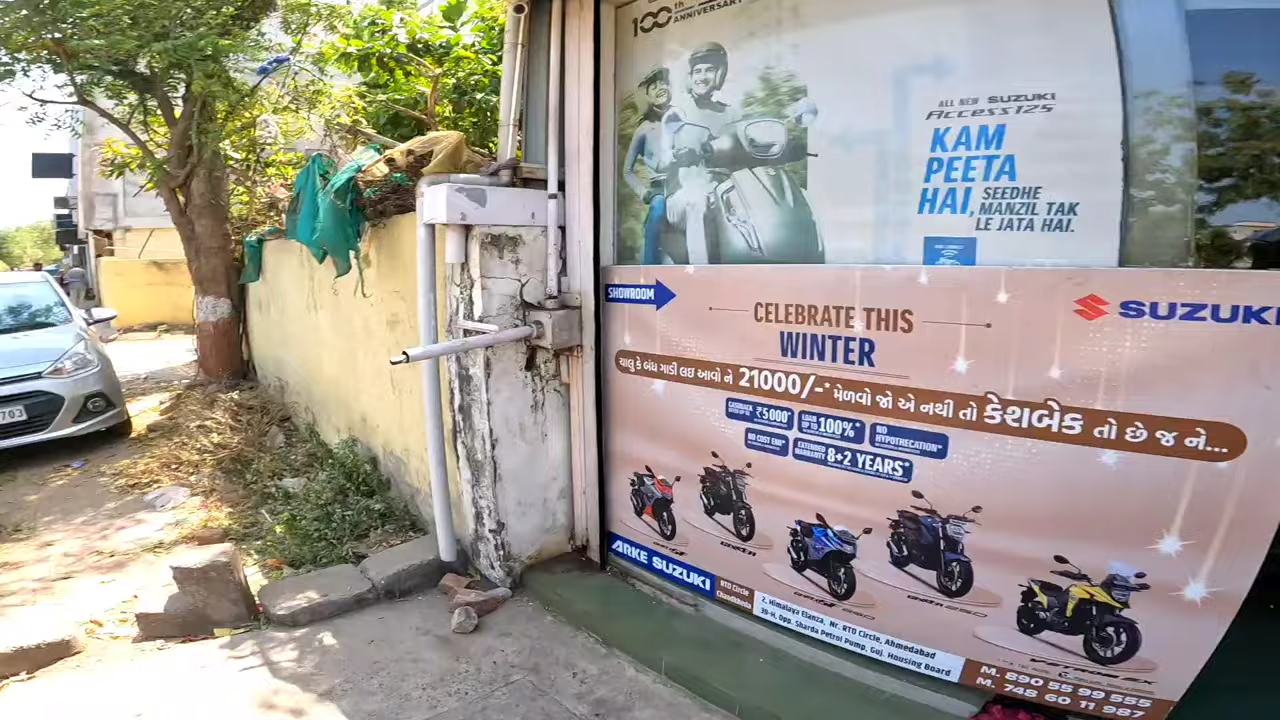 100th
ANNIVERSARY
ALL NEW SUZUKI
Access125
KAM
PEETA
HAI, SEEDHE
MANZIL TAK
LE JATA HAI.
SHOWROOM
CELEBRATE THIS
WINTER
SUZUKI
ચાલુ કે બંધ ગાડી લઇ આવો ને 21000/-* મેળવો જો એ નથી તો કેશબેક તો છે જ ને...
CASHBACK
₹5000*
LOAN
UP TO 100%*
NO
HYPOTHECATION*
NO COST EMI*
EXTENDED
WARRANTY 8+2 YEARS*
ARKE SUZUKI
RTO Circle
Chandkheda
2, Himalaya Elanza, Nr. RTO Circle, Ahmedabad
39-H, Opp. Sharda Petrol Pump, Guj. Housing Board
M. 890 55 99 555
M. 748 60 11 987
703